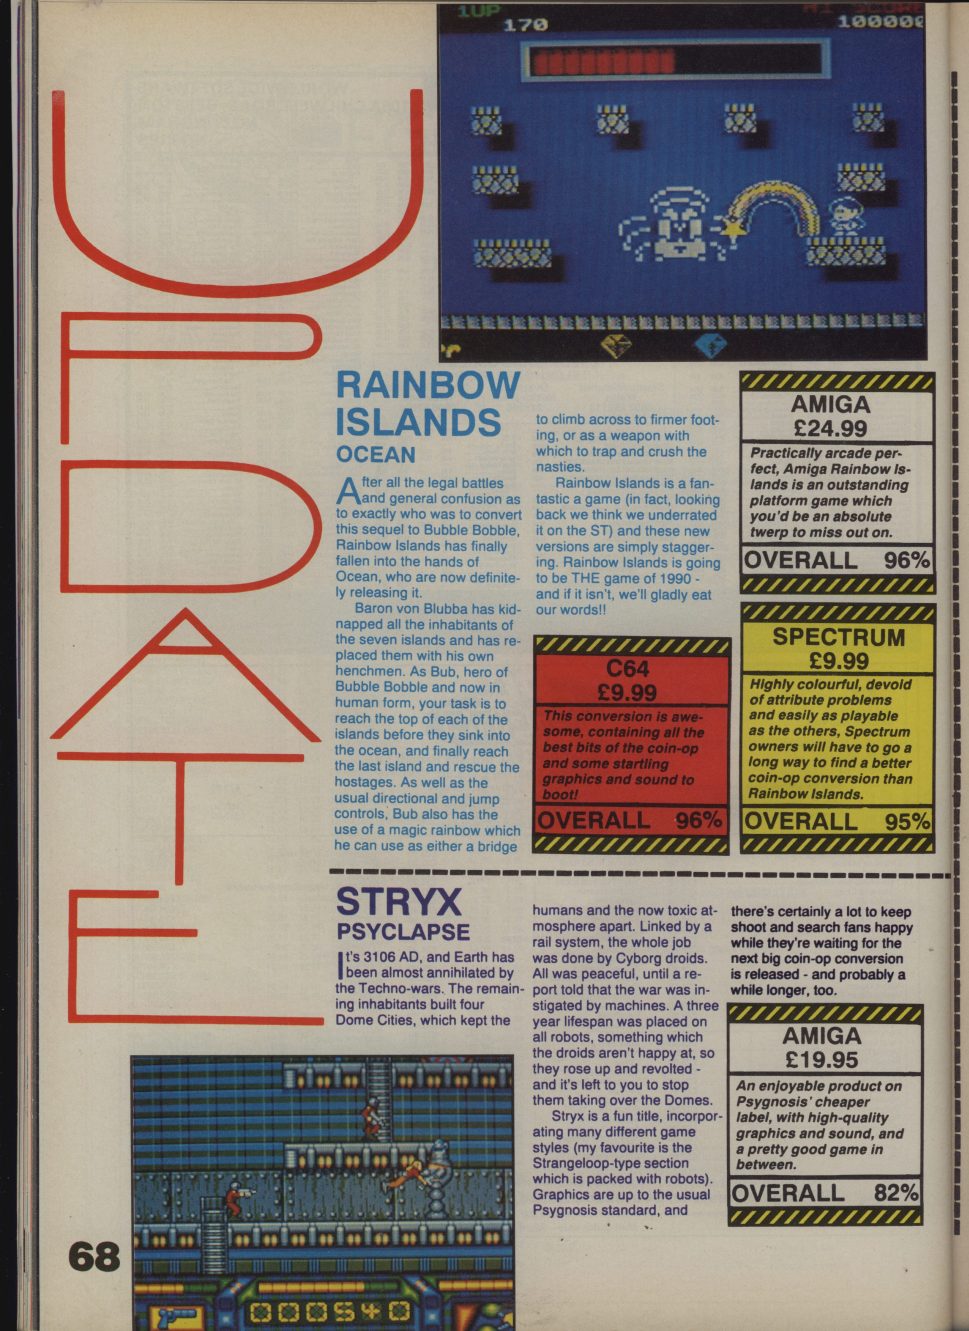 UPDATE
1UP
HI SCORE
170
100000
RAINBOW
ISLANDS
OCEAN
After all the legal battles
and general confusion as
to exactly who was to convert
this sequel to Bubble Bobble,
Rainbow Islands has finally
fallen into the hands of
Ocean, who are now definite-
ly releasing it.
Baron von Blubba has kid-
napped all the inhabitants of
the seven islands and has re-
placed them with his own
henchmen. As Bub, hero of
Bubble Bobble and now in
human form, your task is to
reach the top of each of the
islands before they sink into
the ocean, and finally reach
the last island and rescue the
hostages. As well as the
usual directional and jump
controls, Bub also has the
use of a magic rainbow which
he can use as either a bridge
to climb across to firmer foot-
ing, or as a weapon with
which to trap and crush the
nasties.
Rainbow Islands is a fan-
tastic a game (in fact, looking
back we think we underrated
it on the ST) and these new
versions are simply stagger-
ing. Rainbow Islands is going
to be THE game of 1990 -
and if it isn't, we'll gladly eat
our words!!
C64
£9.99
This conversion is awe-
some, containing all the
best bits of the coin-op
and some startling
graphics and sound to
boot!
OVERALL 96%
AMIGA
£24.99
Practically arcade per-
fect, Amiga Rainbow Is-
lands is an outstanding
platform game which
you'd be an absolute
twerp to miss out on.
OVERALL 96%
SPECTRUM
£9.99
Highly colourful, devoid
of attribute problems
and easily as playable
as the others, Spectrum
owners will have to go a
long way to find a better
coin-op conversion than
Rainbow Islands.
OVERALL 95%
STRYX
PSYCLAPSE
It's 3106 AD, and Earth has
been almost annihilated by
the Techno-wars. The remain-
ing inhabitants built four
Dome Cities, which kept the
humans and the now toxic at-
mosphere apart. Linked by a
rail system, the whole job
was done by Cyborg droids.
All was peaceful, until a re-
port told that the war was in-
stigated by machines. A three
year lifespan was placed on
all robots, something which
the droids aren't happy at, so
they rose up and revolted -
and it's left to you to stop
them taking over the Domes.
Stryx is a fun title, incorpor-
ating many different game
styles (my favourite is the
Strangeloop-type section
which is packed with robots).
Graphics are up to the usual
Psygnosis standard, and
there's certainly a lot to keep
shoot and search fans happy
while they're waiting for the
next big coin-op conversion
is released - and probably a
while longer, too.
AMIGA
£19.95
An enjoyable product on
Psygnosis' cheaper
label, with high-quality
graphics and sound, and
a pretty good game in
between.
OVERALL 82%
000540
68